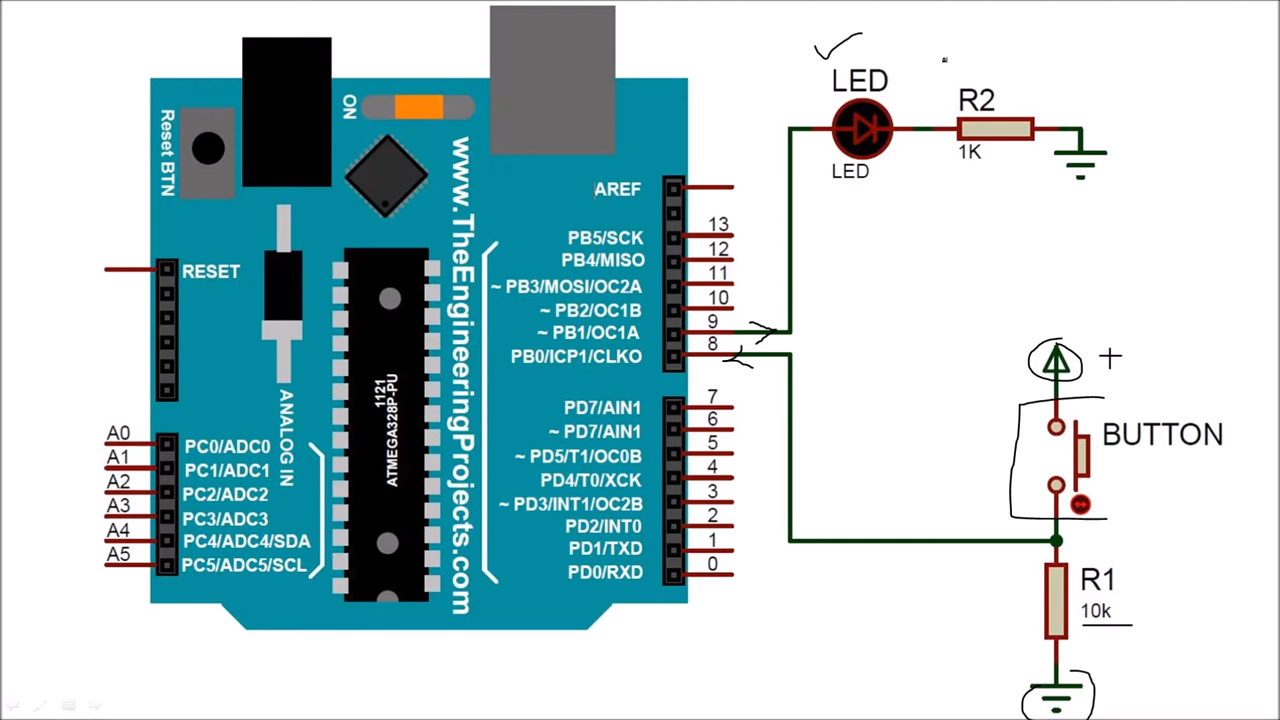 Reset BTN
ON
www.TheEngineeringProjects.com
RESET
ANALOG IN
1121
ATMEGA328P-PU
A0
PC0/ADC0
A1
PC1/ADC1
A2
PC2/ADC2
A3
PC3/ADC3
A4
PC4/ADC4/SDA
A5
PC5/ADC5/SCL
AREF
PB5/SCK 13
PB4/MISO 12
~ PB3/MOSI/OC2A 11
~ PB2/OC1B 10
~ PB1/OC1A 9
PB0/ICP1/CLKO 8
PD7/AIN1 7
~ PD7/AIN1 6
~ PD5/T1/OC0B 5
PD4/T0/XCK 4
~ PD3/INT1/OC2B 3
PD2/INT0 2
PD1/TXD 1
PD0/RXD 0
LED
LED
R2
1K
+
BUTTON
R1
10k